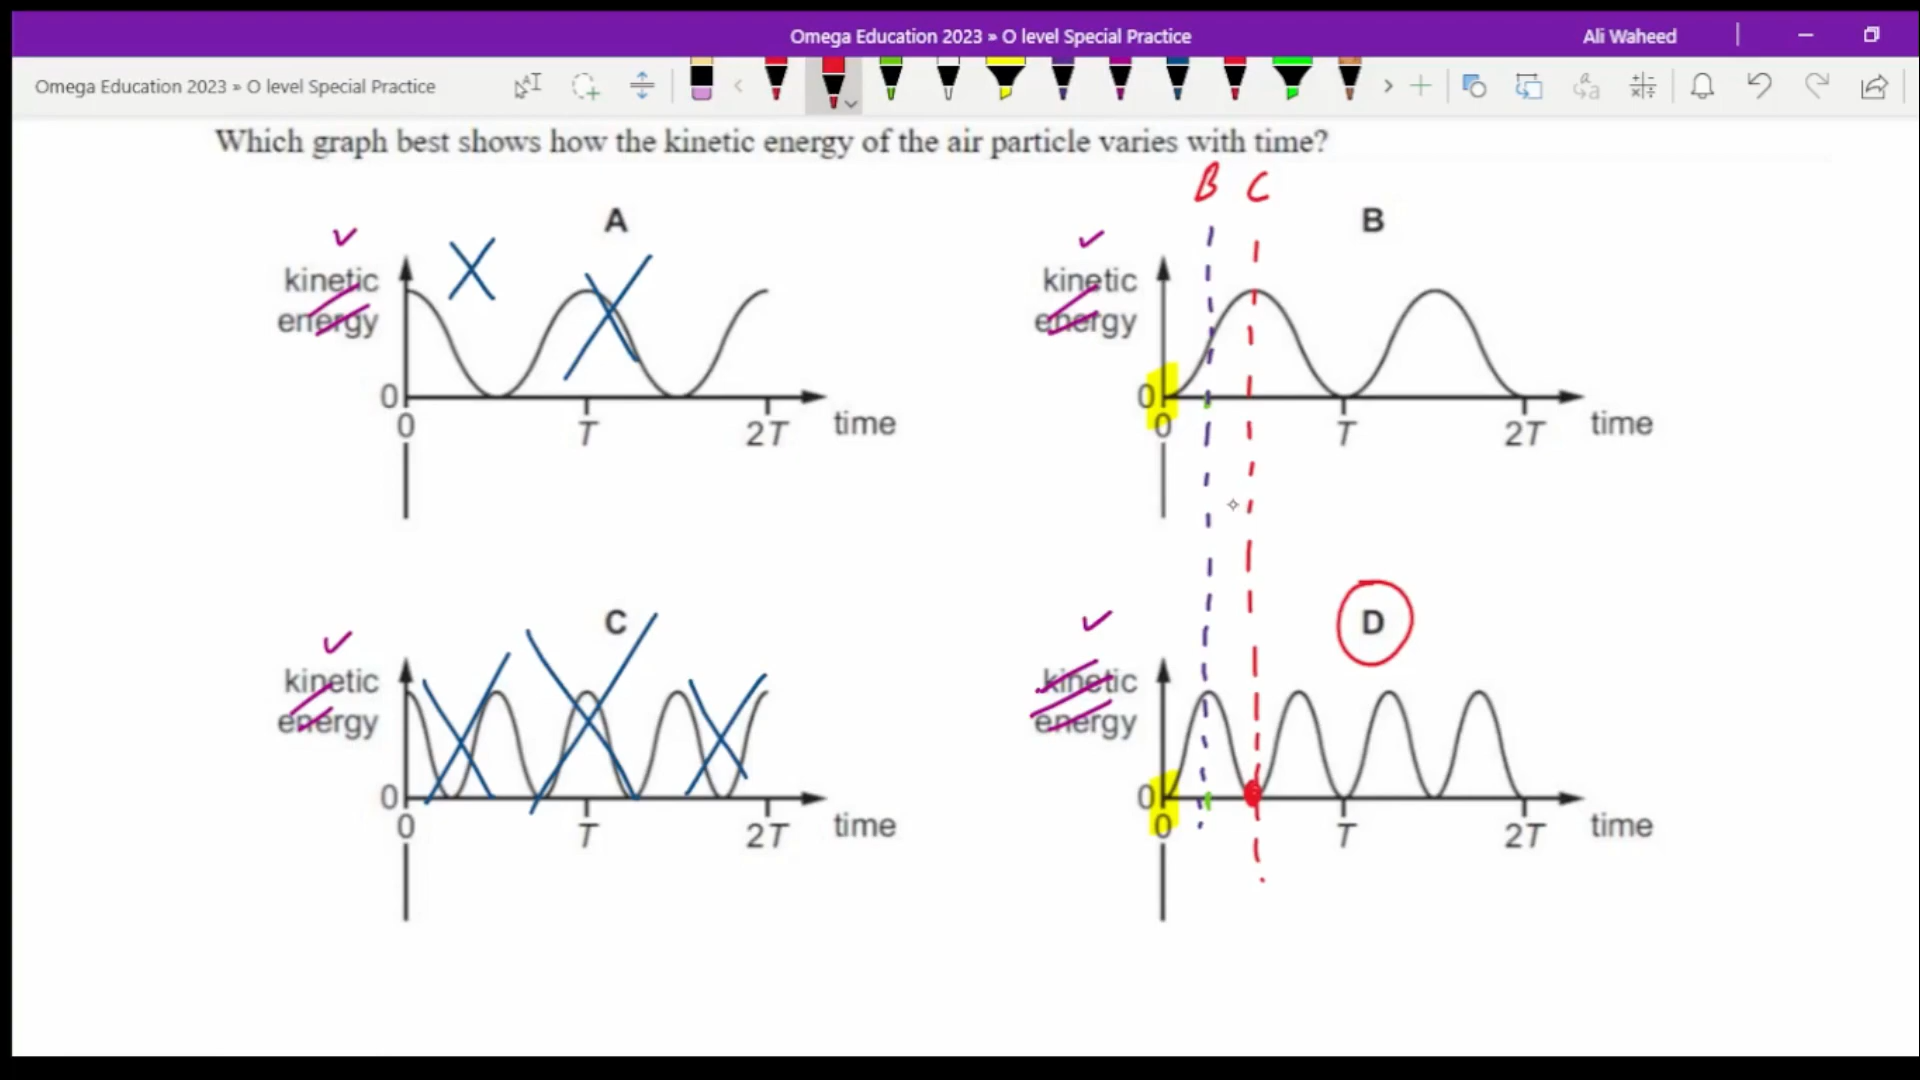 Omega Education 2023 » O level Special Practice
Ali Waheed
Omega Education 2023 » O level Special Practice
Which graph best shows how the kinetic energy of the air particle varies with time?
B C
A
kinetic
energy
0
0
T
2T
time
B
kinetic
energy
0
0
T
2T
time
C
kinetic
energy
0
0
T
2T
time
D
kinetic
energy
0
0
T
2T
time